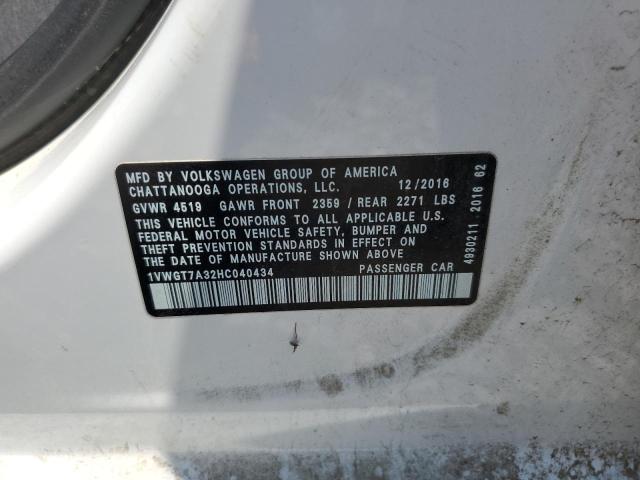 MFD BY VOLKSWAGEN GROUP OF AMERICA
CHATTANOOGA OPERATIONS, LLC. 12/2016
GVWR 4519 GAWR FRONT 2359 / REAR 2271 LBS
THIS VEHICLE CONFORMS TO ALL APPLICABLE U.S.
FEDERAL MOTOR VEHICLE SAFETY, BUMPER AND
THEFT PREVENTION STANDARDS IN EFFECT ON
THE DATE OF MANUFACTURE SHOWN ABOVE
1VWGT7A32HC040434 PASSENGER CAR
4930211 2016 62